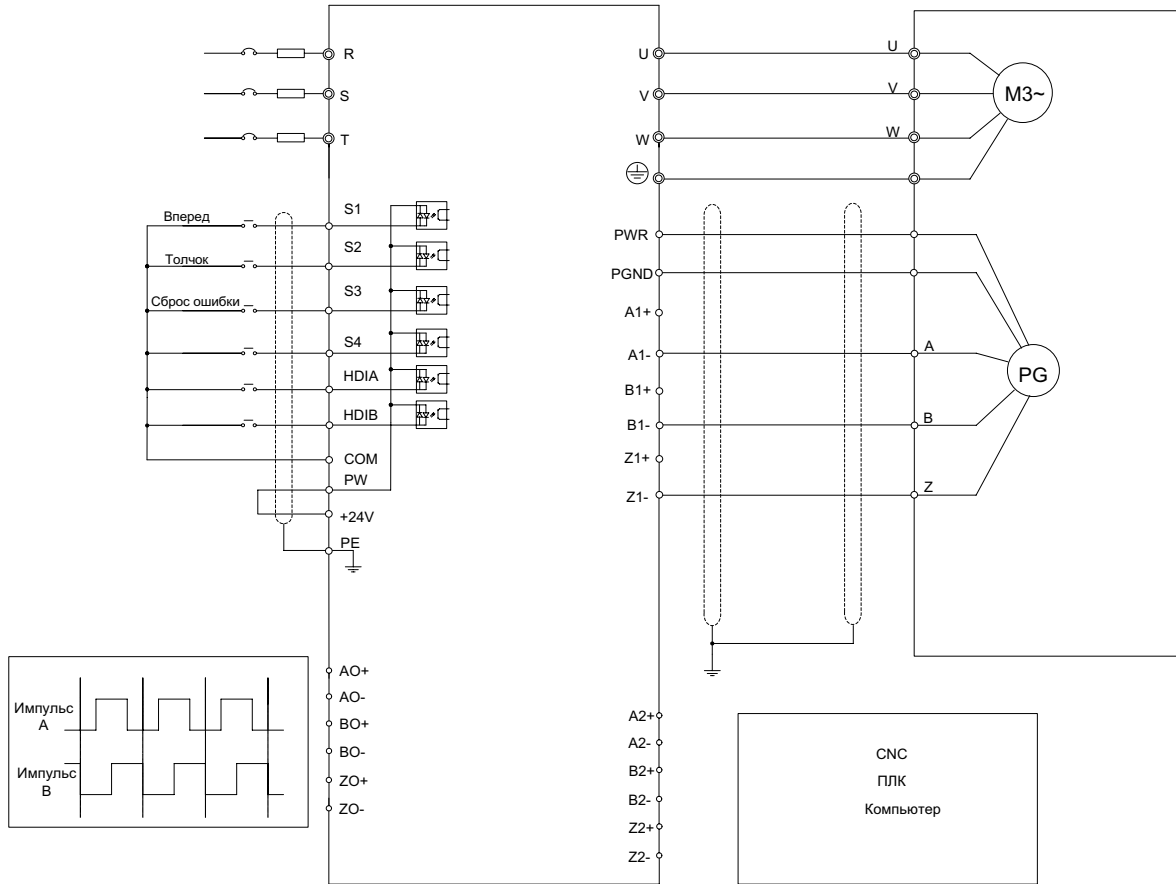 R
S
T
S1
Вперед
S2
Толчок
S3
Сброс ошибки
S4
HDIA
HDIB
COM
PW
+24V
PE
AO+
AO-
BO+
BO-
ZO+
ZO-
Импульс
A
Импульс
B
U
V
W
PWR
PGND
A1+
A1-
B1+
B1-
Z1+
Z1-
A2+
A2-
B2+
B2-
Z2+
Z2-
U
V
W
M3~
A
B
Z
PG
CNC
ПЛК
Компьютер